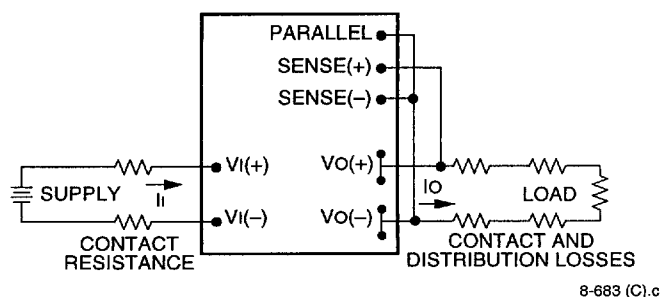 PARALLEL
SENSE(+)
SENSE(–)
VI(+)
VO(+)
SUPPLY
II
IO
LOAD
VI(–)
VO(–)
CONTACT
RESISTANCE
CONTACT AND
DISTRIBUTION LOSSES
8-683 (C).c